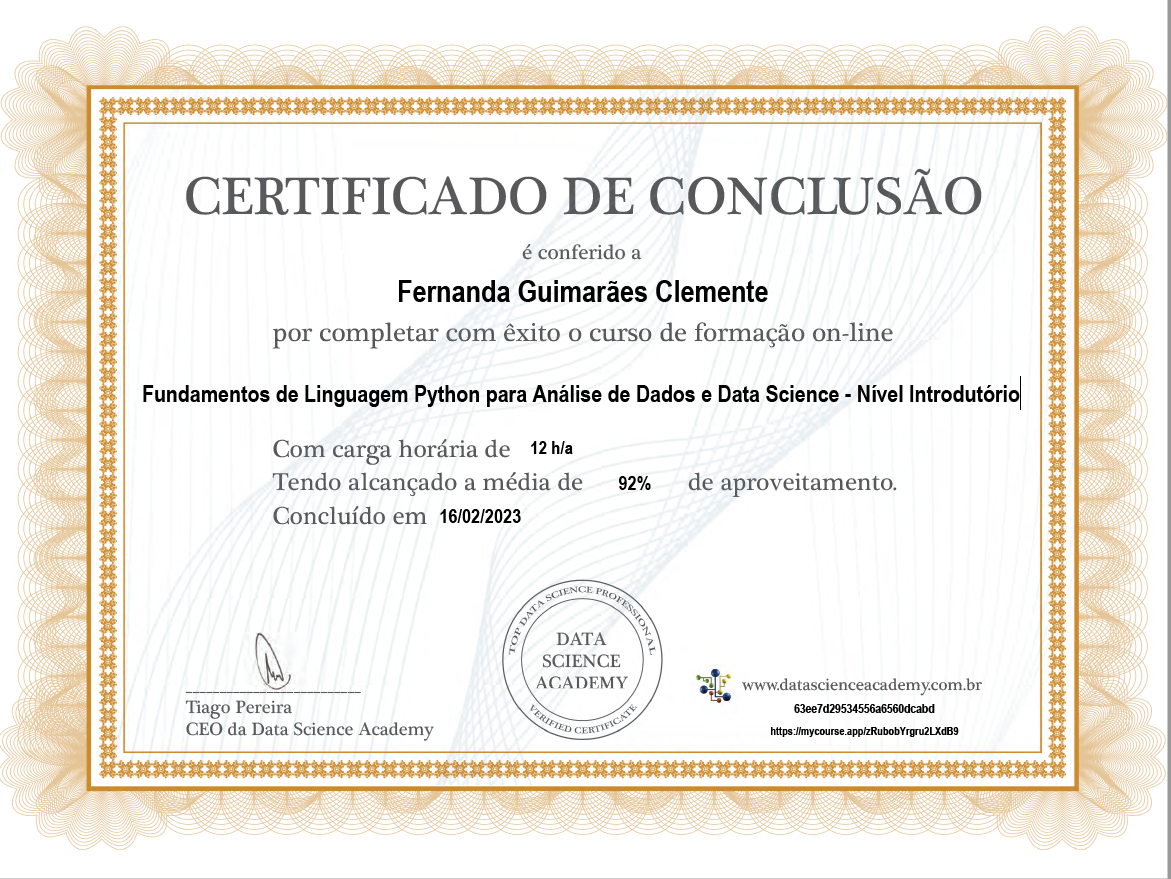 CERTIFICADO DE CONCLUSÃO
é conferido a
Fernanda Guimarães Clemente
por completar com êxito o curso de formação on-line
Fundamentos de Linguagem Python para Análise de Dados e Data Science - Nível Introdutório
Com carga horária de 12 h/a
Tendo alcançado a média de 92% de aproveitamento.
Concluído em 16/02/2023
TOP DATA SCIENCE PROFESSIONAL
DATA
SCIENCE
ACADEMY
VERIFIED CERTIFICATE
Tiago Pereira
CEO da Data Science Academy
www.datascienceacademy.com.br
63ee7d29534556a6560dcabd
https://mycourse.app/zRubobYrgru2LXdB9